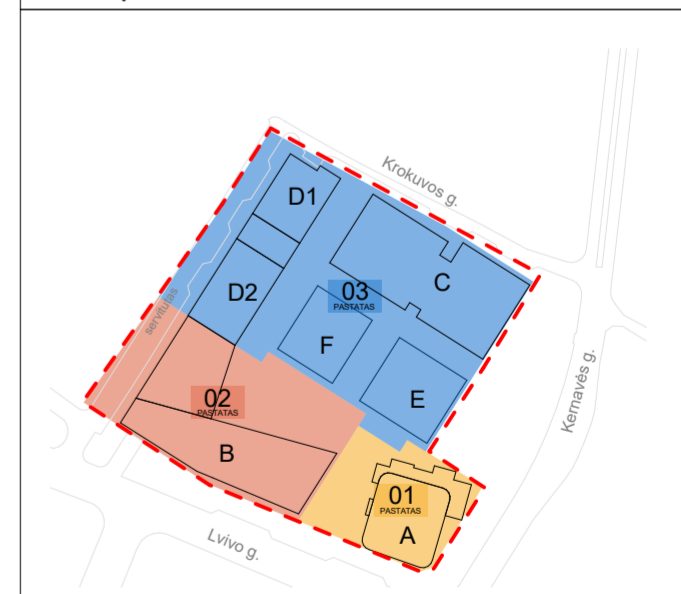 Krokuvos g.
D1
C
D2
03
PASTATAS
servitutas
F
Kernavės g.
E
02
PASTATAS
B
01
PASTATAS
A
Lvivo g.